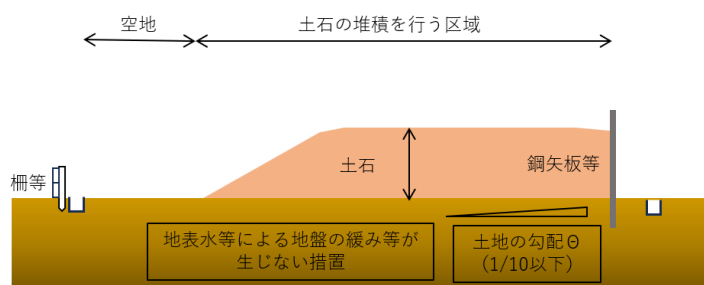 空地
土石の堆積を行う区域
土石
鋼矢板等
柵等
地表水等による地盤の緩み等が
生じない措置
土地の勾配Θ
（1/10以下）